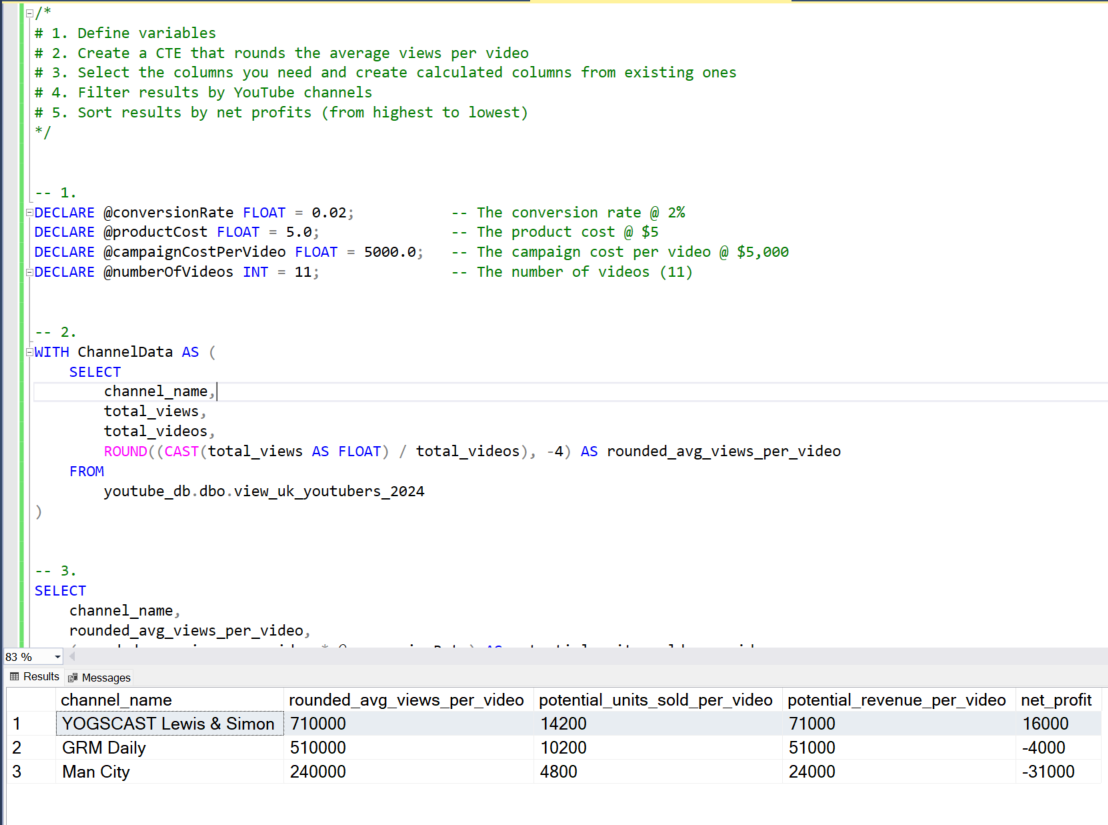 /*
# 1. Define variables
# 2. Create a CTE that rounds the average views per video
# 3. Select the columns you need and create calculated columns from existing ones
# 4. Filter results by YouTube channels
# 5. Sort results by net profits (from highest to lowest)
*/
-- 1.
DECLARE @conversionRate FLOAT = 0.02; -- The conversion rate @ 2%
DECLARE @productCost FLOAT = 5.0; -- The product cost @ $5
DECLARE @campaignCostPerVideo FLOAT = 5000.0; -- The campaign cost per video @ $5,000
DECLARE @numberOfVideos INT = 11; -- The number of videos (11)
-- 2.
WITH ChannelData AS (
SELECT
channel_name,
total_views,
total_videos,
ROUND((CAST(total_views AS FLOAT) / total_videos), -4) AS rounded_avg_views_per_video
FROM
youtube_db.dbo.view_uk_youtubers_2024
)
-- 3.
SELECT
channel_name,
rounded_avg_views_per_video,
83 %
Results Messages
channel_name rounded_avg_views_per_video potential_units_sold_per_video potential_revenue_per_video net_profit
1 YOGSCAST Lewis & Simon 710000 14200 71000 16000
2 GRM Daily 510000 10200 51000 -4000
3 Man City 240000 4800 24000 -31000